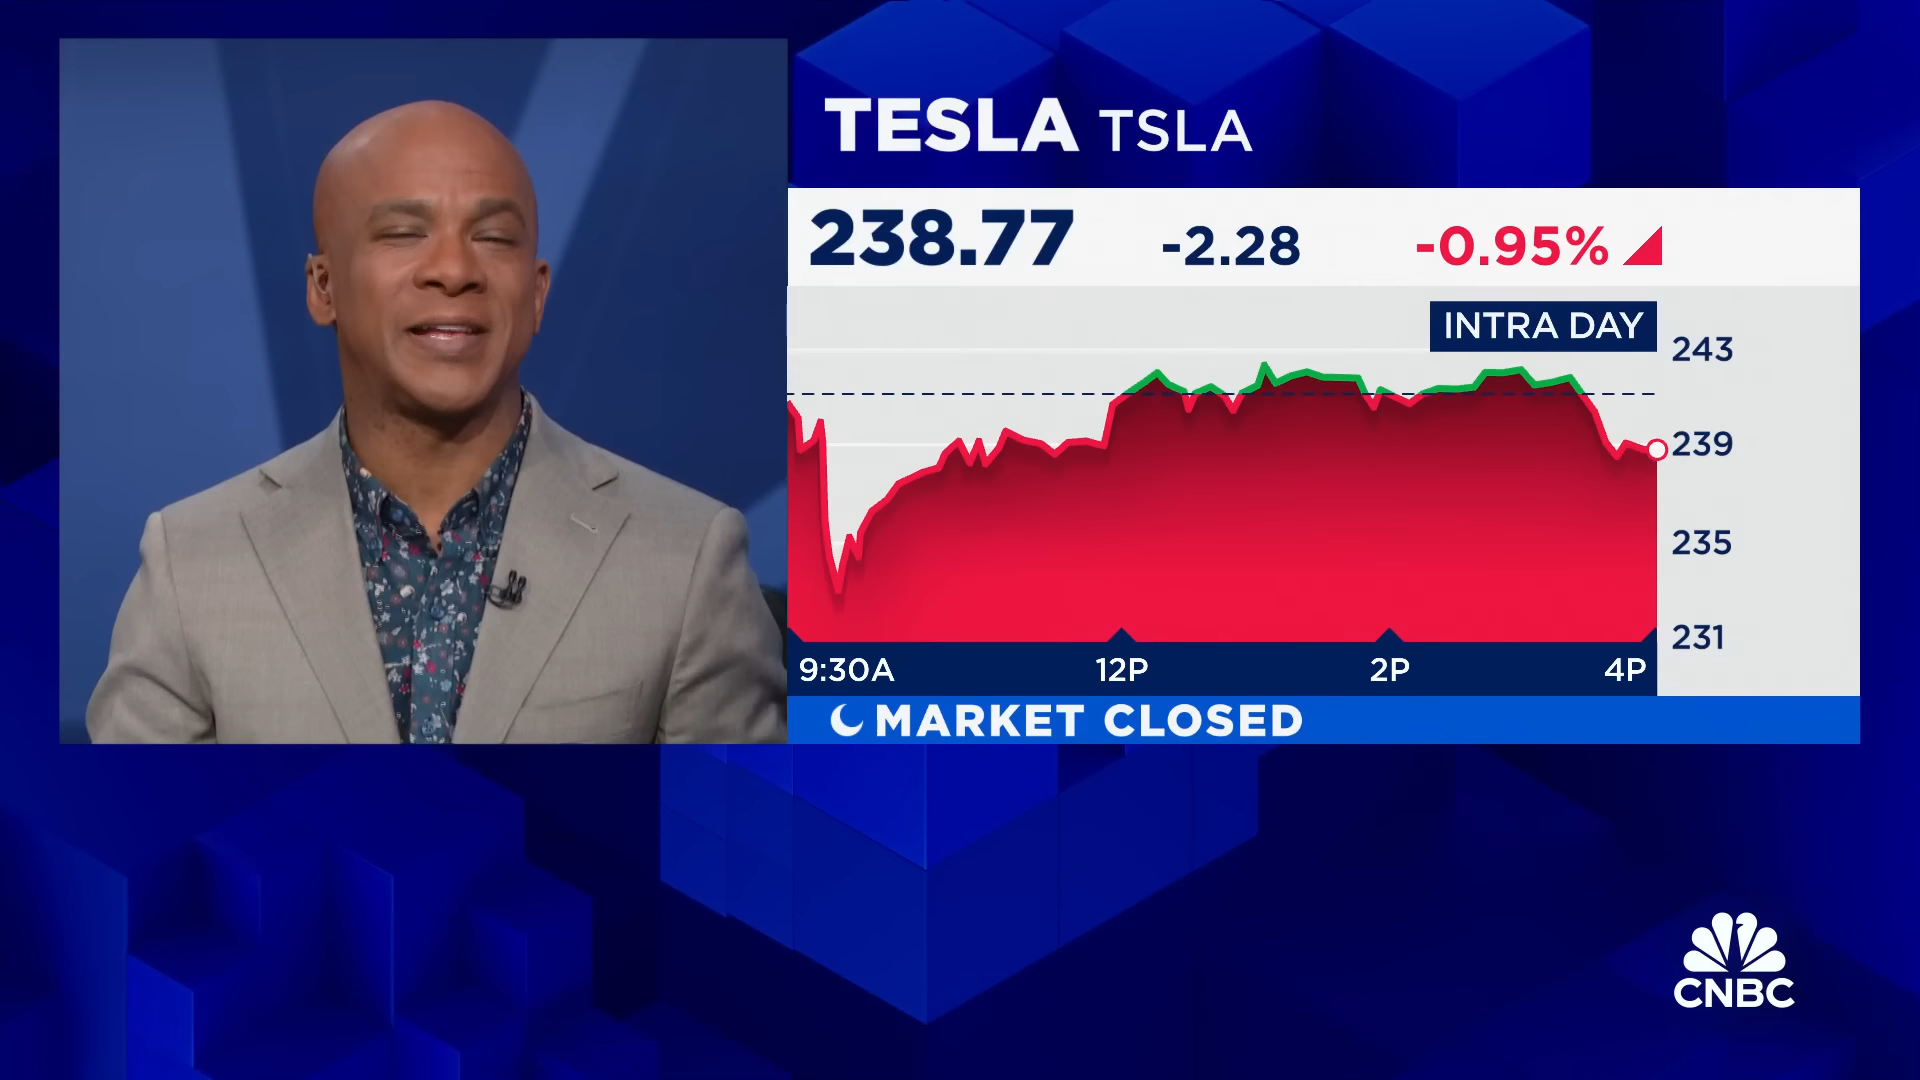 TESLA TSLA
238.77 -2.28 -0.95%
INTRA DAY
243
239
235
231
9:30A 12P 2P 4P
MARKET CLOSED
CNBC